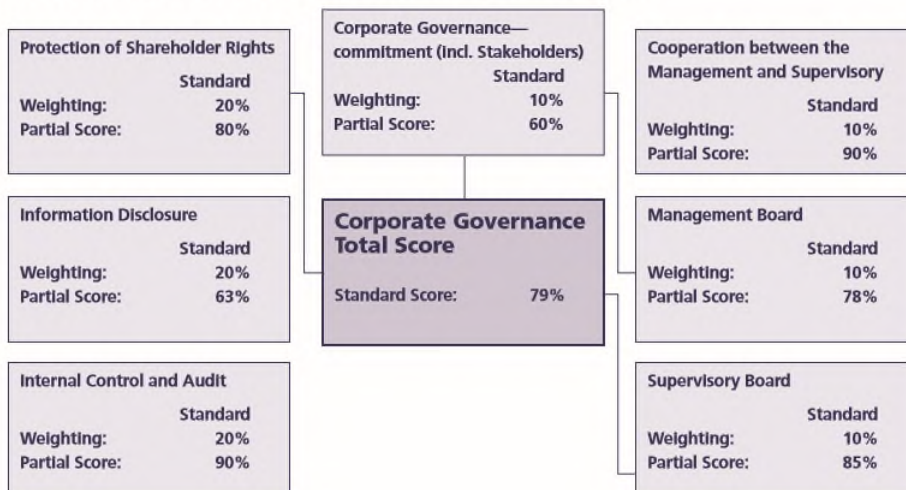 Protection of Shareholder Rights
Standard
Weighting: 20%
Partial Score: 80%
Corporate Governance—
commitment (incl. Stakeholders)
Standard
Weighting: 10%
Partial Score: 60%
Cooperation between the
Management and Supervisory
Standard
Weighting: 10%
Partial Score: 90%
Information Disclosure
Standard
Weighting: 20%
Partial Score: 63%
Corporate Governance
Total Score
Standard Score: 79%
Management Board
Standard
Weighting: 10%
Partial Score: 78%
Internal Control and Audit
Standard
Weighting: 20%
Partial Score: 90%
Supervisory Board
Standard
Weighting: 10%
Partial Score: 85%